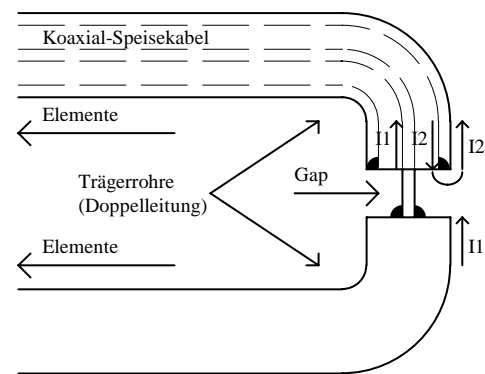 Koaxial-Speisekabel
Elemente
I1
I2
I2
Gap
Trägerrohre
(Doppelleitung)
Elemente
I1